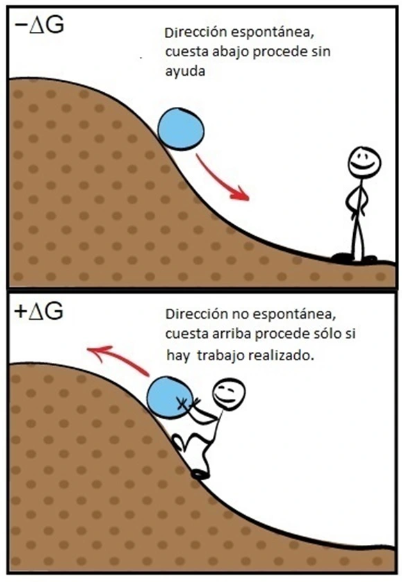 −ΔG
Dirección espontánea,
cuesta abajo procede sin
ayuda
+ΔG
Dirección no espontánea,
cuesta arriba procede sólo si
hay trabajo realizado.